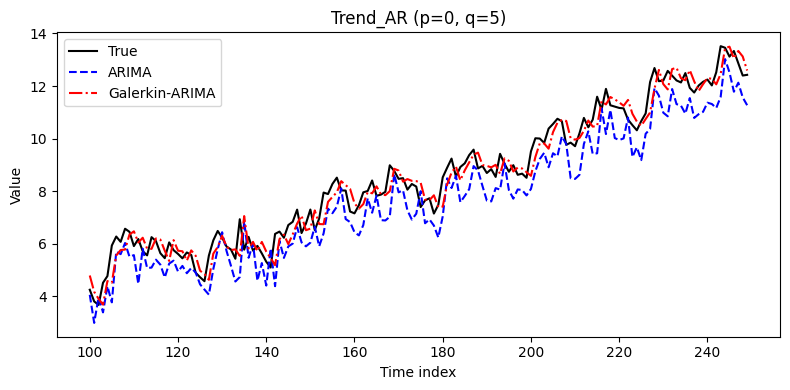 Trend_AR (p=0, q=5)
True
ARIMA
Galerkin-ARIMA
Value
14
12
10
8
6
4
100 120 140 160 180 200 220 240
Time index